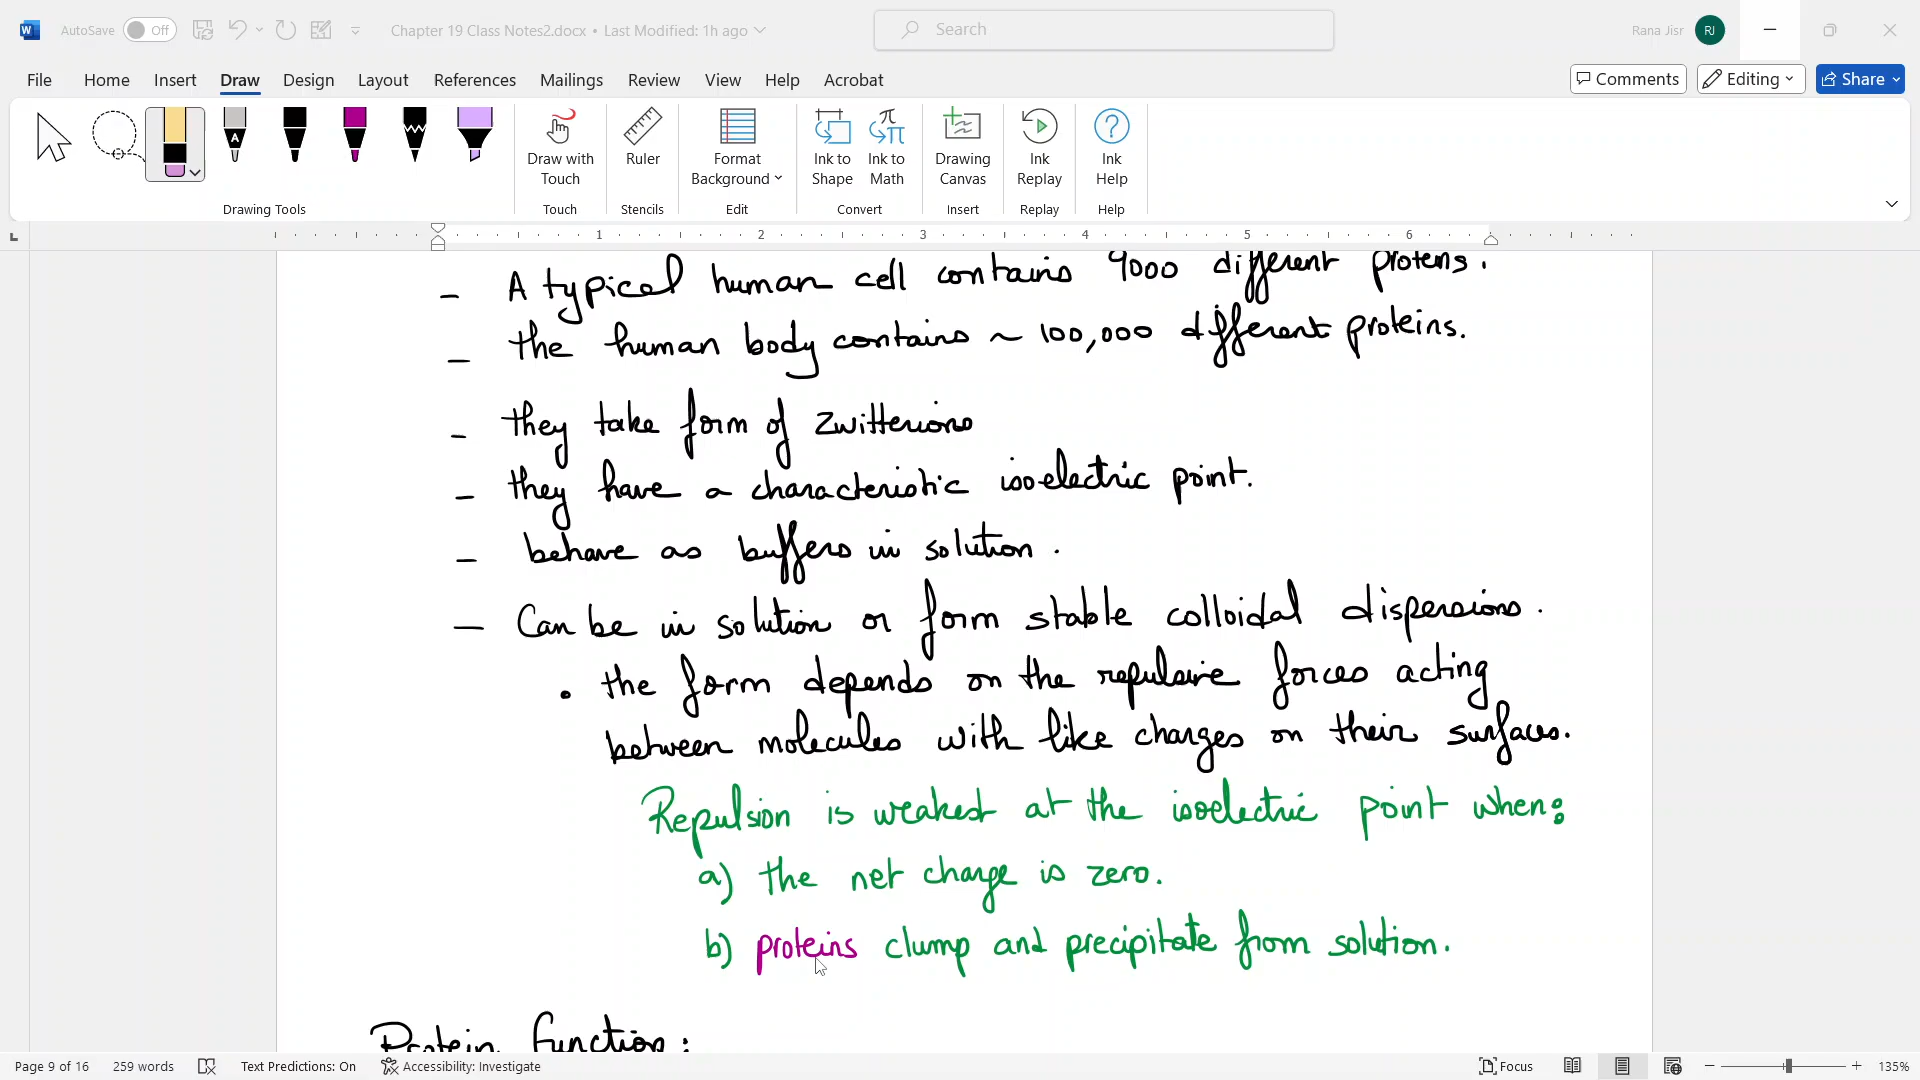 AutoSave Off Chapter 19 Class Notes2.docx • Last Modified: 1h ago Search Rana Jisr RJ
File Home Insert Draw Design Layout References Mailings Review View Help Acrobat Comments Editing Share
Draw with Touch Ruler Format Background Ink to Shape Ink to Math Drawing Canvas Ink Replay Ink Help
Drawing Tools Touch Stencils Edit Convert Insert Replay Help
1 2 3 4 5 6
- A typical human cell contains 9000 different proteins.
- the human body contains ~ 100,000 different proteins.
- they take form of zwitterions
- they have a characteristic isoelectric point.
- behave as buffers in solution.
- Can be in solution or form stable colloidal dispersions.
• the form depends on the repulsive forces acting
between molecules with like charges on their surfaces.
Repulsion is weakest at the isoelectric point when:
a) the net charge is zero.
b) proteins clump and precipitate from solution.
Protein function:
Page 9 of 16 259 words Text Predictions: On Accessibility: Investigate Focus 135%